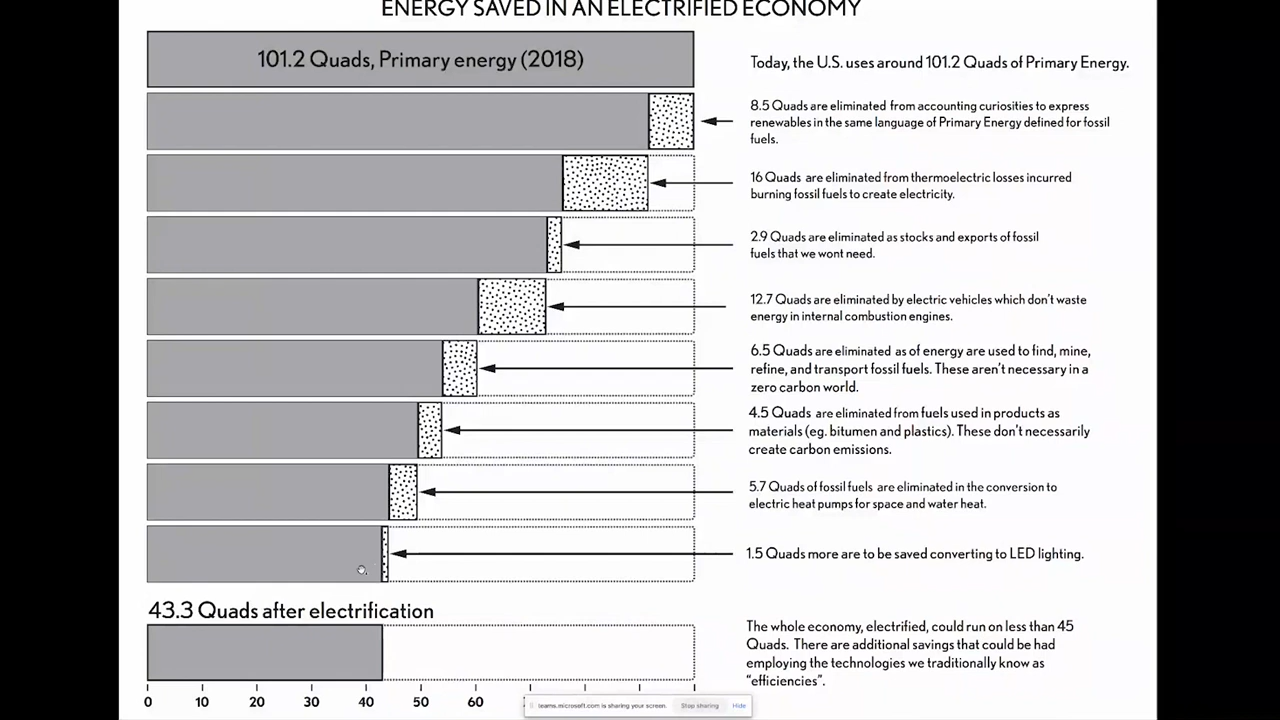 ENERGY SAVED IN AN ELECTRIFIED ECONOMY
101.2 Quads, Primary energy (2018)
Today, the U.S. uses around 101.2 Quads of Primary Energy.
8.5 Quads are eliminated from accounting curiosities to express
renewables in the same language of Primary Energy defined for fossil
fuels.
16 Quads are eliminated from thermoelectric losses incurred
burning fossil fuels to create electricity.
2.9 Quads are eliminated as stocks and exports of fossil
fuels that we wont need.
12.7 Quads are eliminated by electric vehicles which don't waste
energy in internal combustion engines.
6.5 Quads are eliminated as of energy are used to find, mine,
refine, and transport fossil fuels. These aren't necessary in a
zero carbon world.
4.5 Quads are eliminated from fuels used in products as
materials (eg. bitumen and plastics). These don't necessarily
create carbon emissions.
5.7 Quads of fossil fuels are eliminated in the conversion to
electric heat pumps for space and water heat.
1.5 Quads more are to be saved converting to LED lighting.
43.3 Quads after electrification
The whole economy, electrified, could run on less than 45
Quads. There are additional savings that could be had
employing the technologies we traditionally know as
"efficiencies".
0 10 20 30 40 50 60
teams.microsoft.com is sharing your screen. Stop sharing Hide